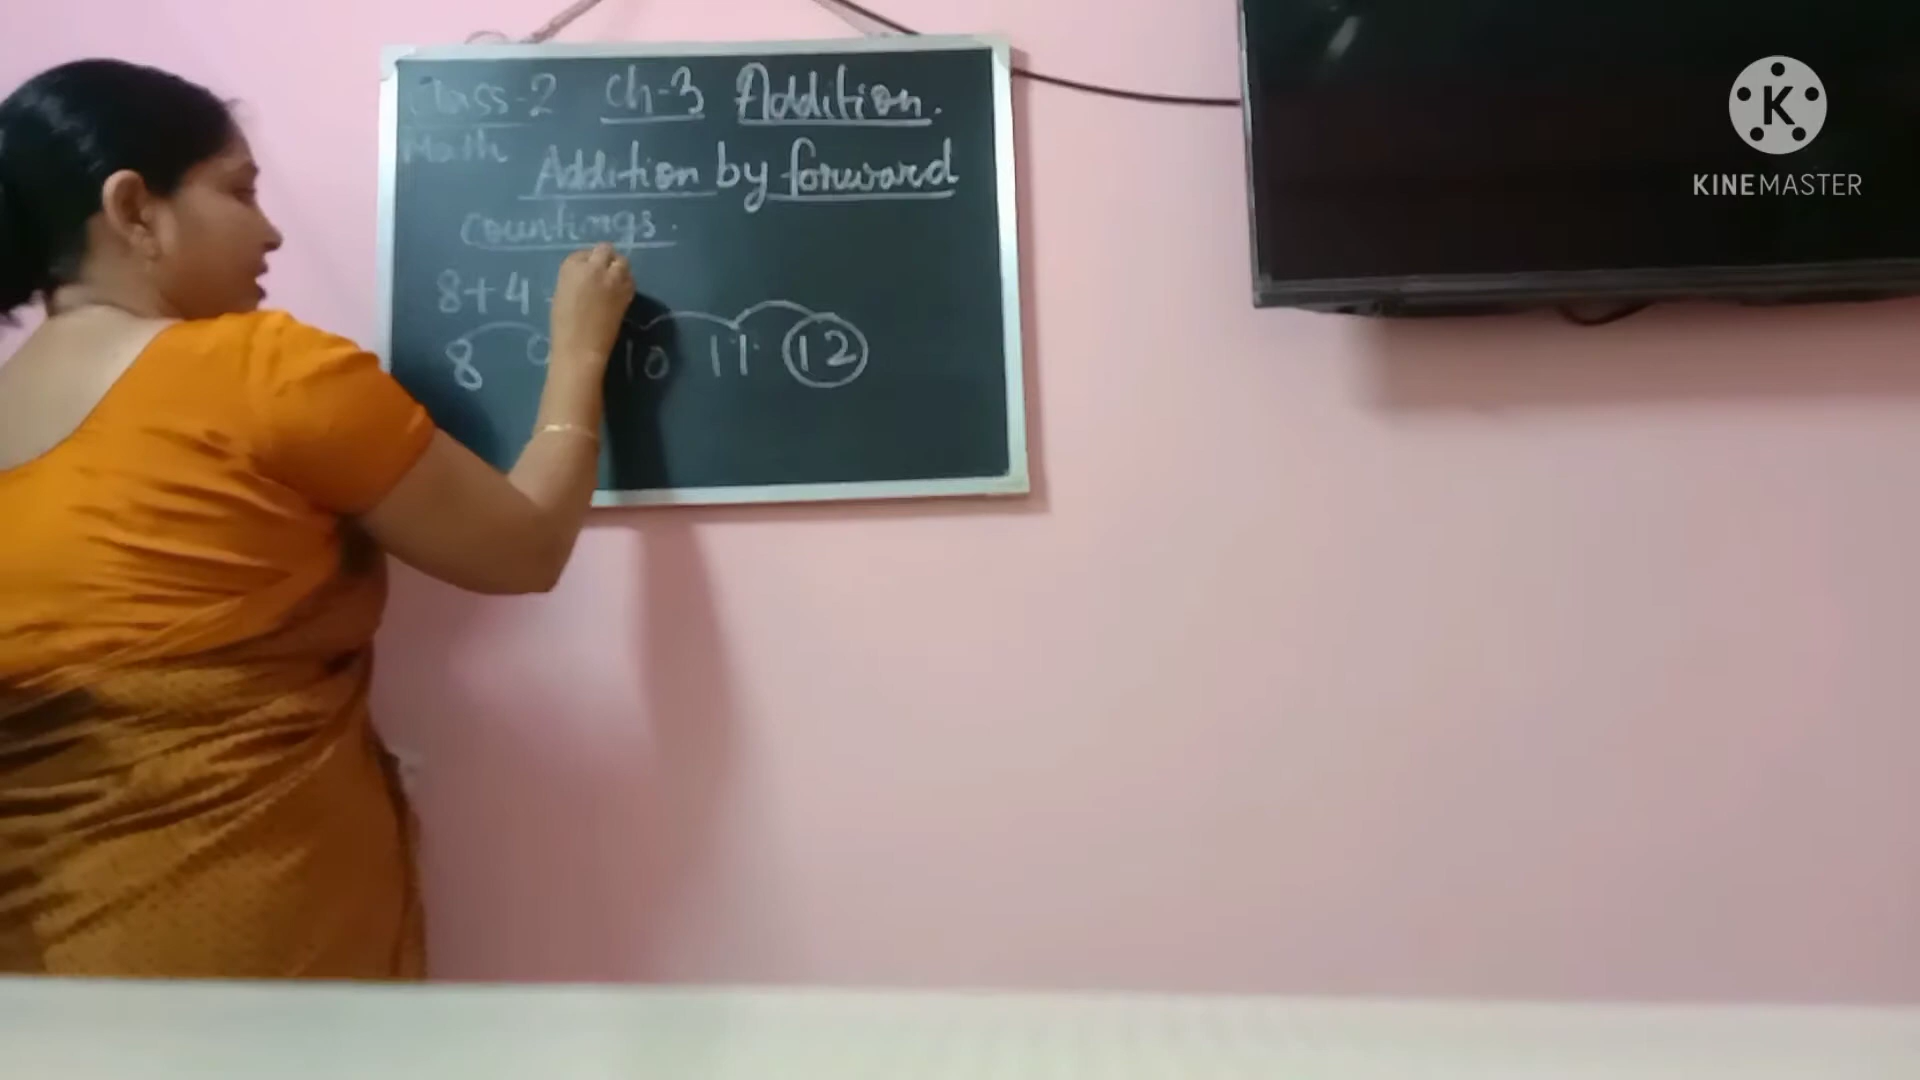 Class-2 Ch-3 Addition.
Math
Addition by forward
countings.
8+4
8 10 11 12
K
KINEMASTER